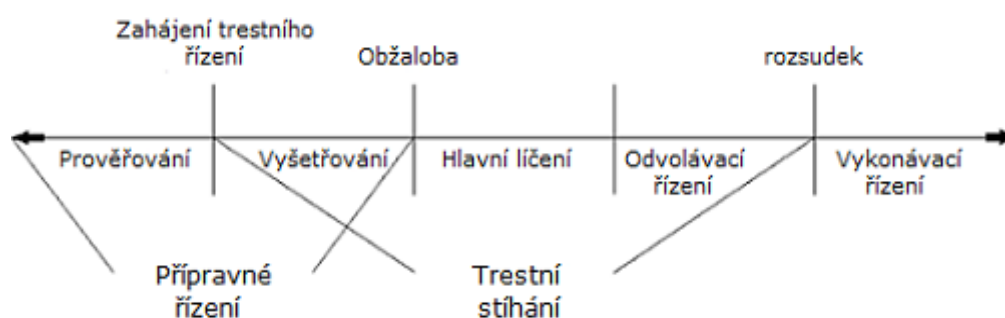 Zahájení trestního
řízení
Obžaloba
rozsudek
Prověřování
Vyšetřování
Hlavní líčení
Odvolávací
řízení
Vykonávací
řízení
Přípravné
řízení
Trestní
stíhání